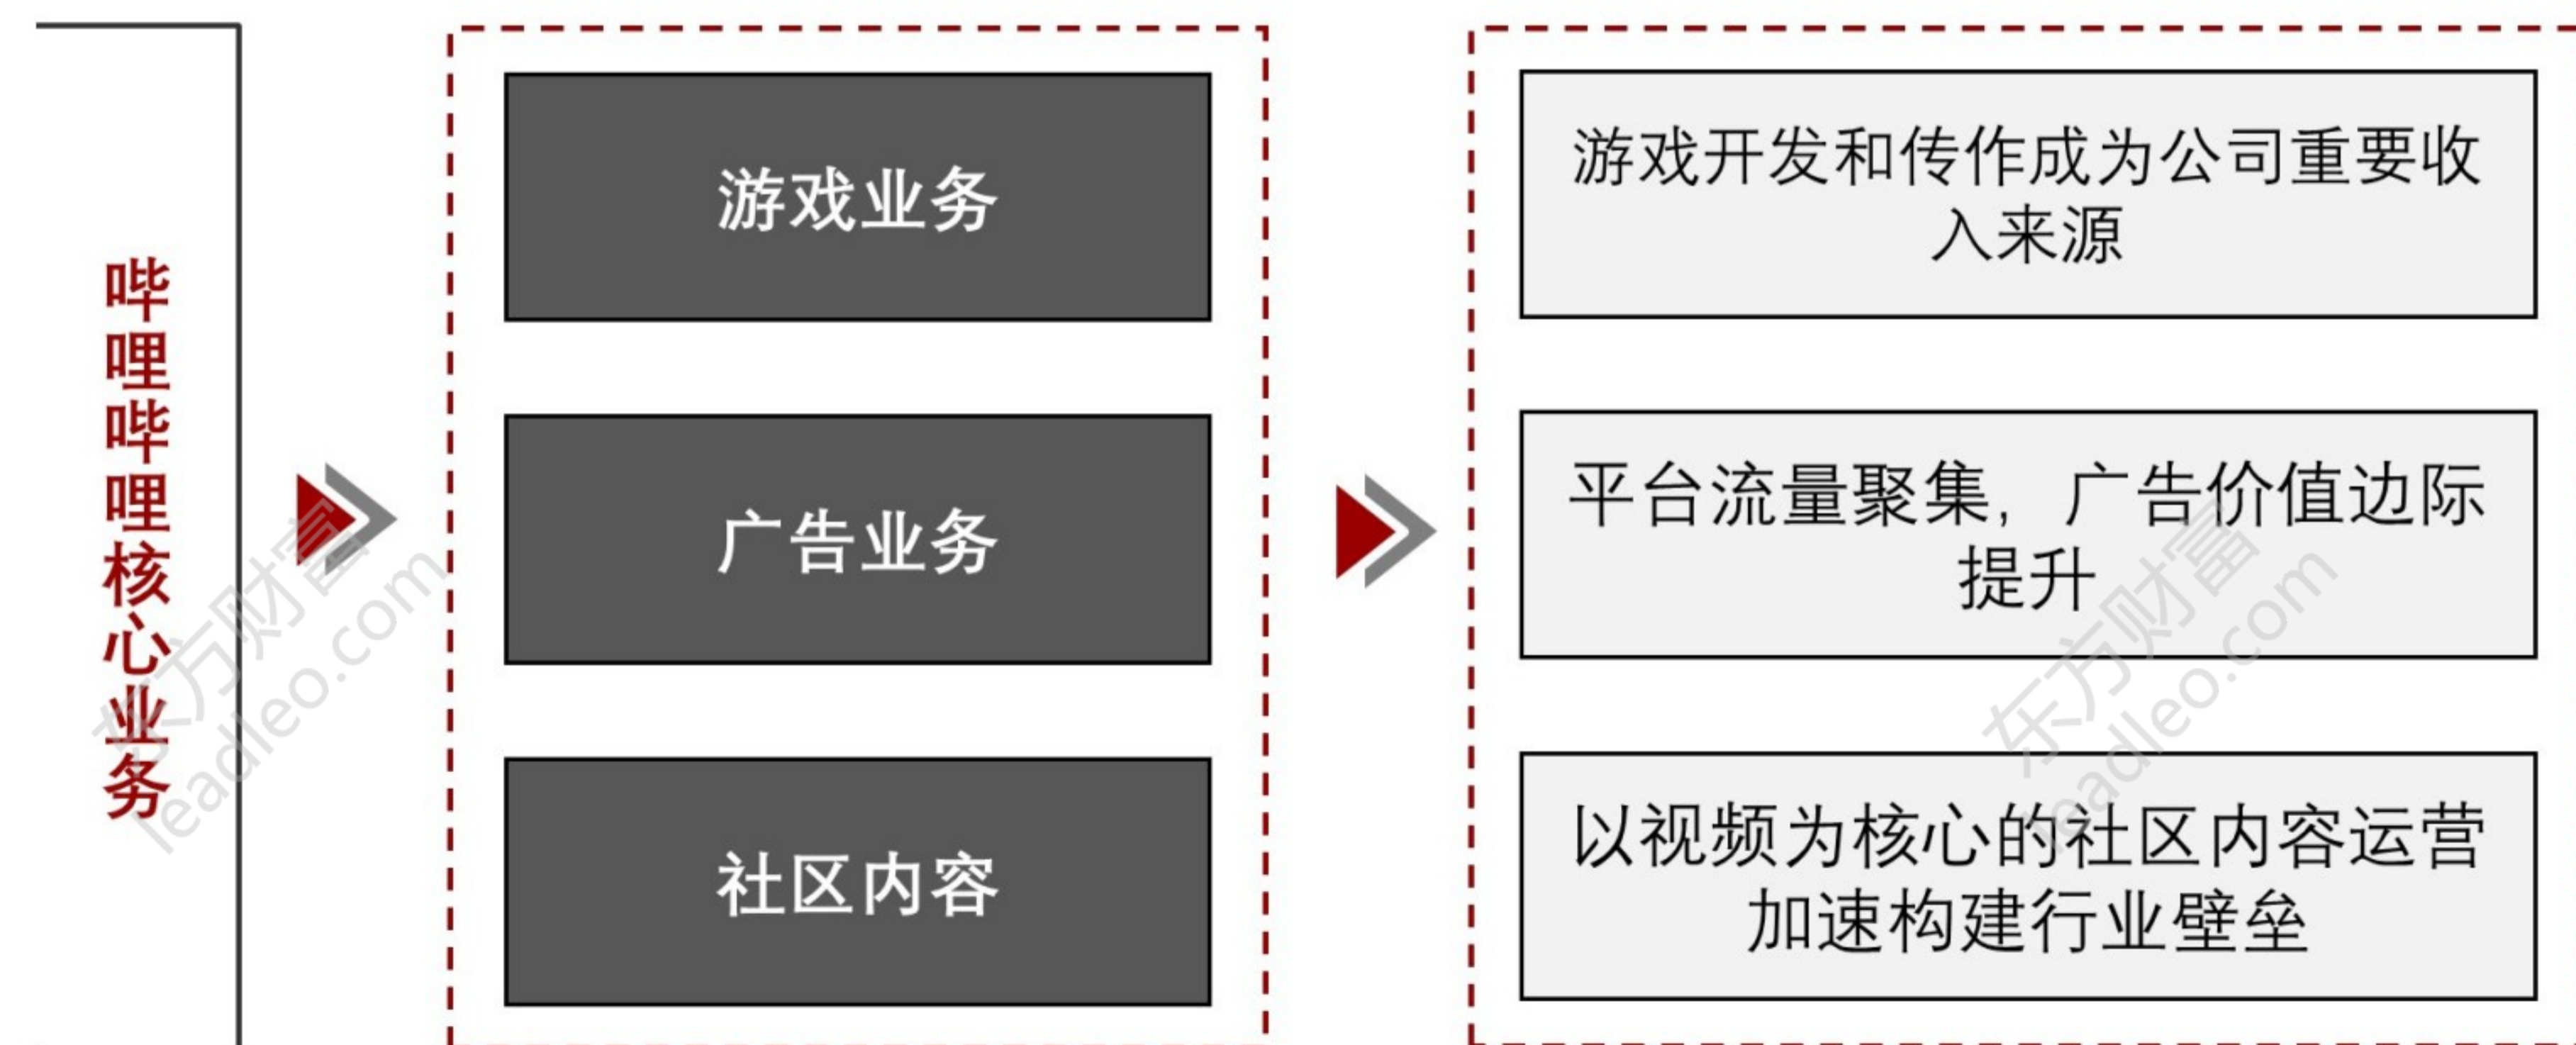 哔哩哔哩核心业务
游戏业务
游戏开发和传作成为公司重要收
入来源
广告业务
平台流量聚集，广告价值边际
提升
社区内容
以视频为核心的社区内容运营
加速构建行业壁垒
东方财富
leadleo.com
东方财富
leadleo.com